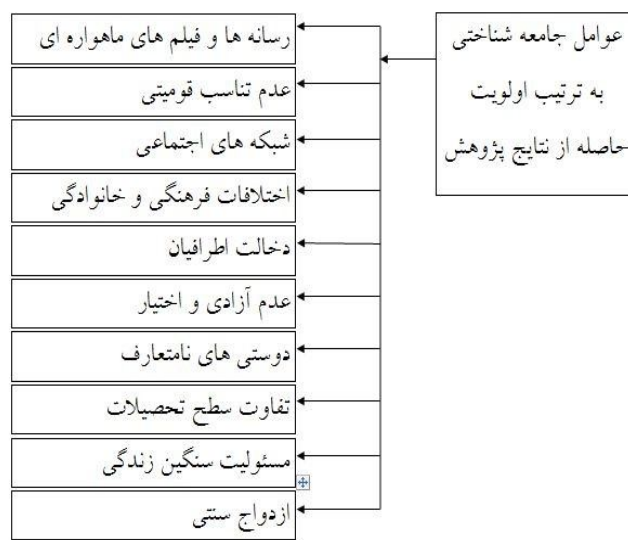 عوامل جامعه شناختی
به ترتیب اولویت
حاصله از نتایج پژوهش
رسانه ها و فیلم های ماهواره ای
عدم تناسب قومیتی
شبکه های اجتماعی
اختلافات فرهنگی و خانوادگی
دخالت اطرافیان
عدم آزادی و اختیار
دوستی های نامتعارف
تفاوت سطح تحصیلات
مسئولیت سنگین زندگی
ازدواج سنتی